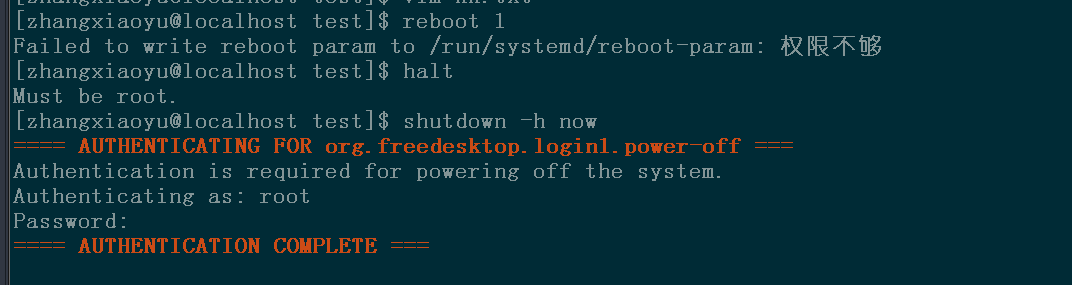 [zhangxiaoyu@localhost test]$ reboot 1
Failed to write reboot param to /run/systemd/reboot-param: 权限不够
[zhangxiaoyu@localhost test]$ halt
Must be root.
[zhangxiaoyu@localhost test]$ shutdown -h now
==== AUTHENTICATING FOR org.freedesktop.login1.power-off ===
Authentication is required for powering off the system.
Authenticating as: root
Password:
==== AUTHENTICATION COMPLETE ===